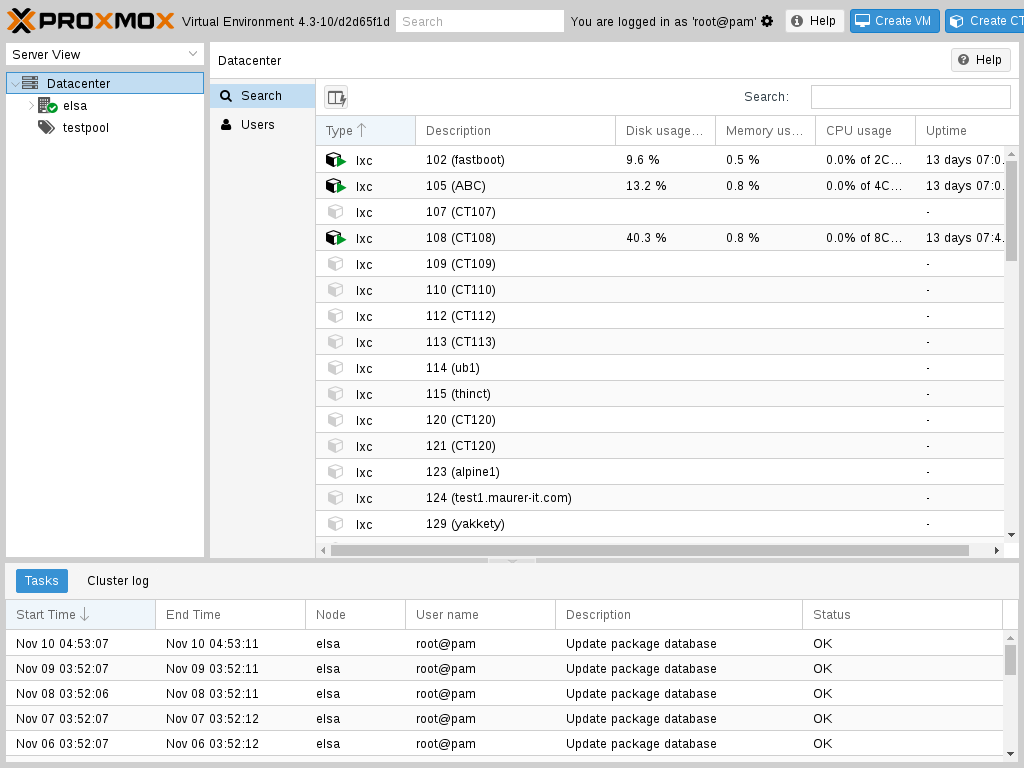 PROXMOX Virtual Environment 4.3-10/d2d65f1d Search You are logged in as 'root@pam' Help Create VM Create CT
Server View
Datacenter
elsa
testpool
Datacenter Help
Search
Users
Search:
Type Description Disk usage... Memory us... CPU usage Uptime
lxc 102 (fastboot) 9.6 % 0.5 % 0.0% of 2C... 13 days 07:0.
lxc 105 (ABC) 13.2 % 0.8 % 0.0% of 4C... 13 days 07:0.
lxc 107 (CT107) -
lxc 108 (CT108) 40.3 % 0.8 % 0.0% of 8C... 13 days 07:4.
lxc 109 (CT109) -
lxc 110 (CT110) -
lxc 112 (CT112) -
lxc 113 (CT113) -
lxc 114 (ub1) -
lxc 115 (thinct) -
lxc 120 (CT120) -
lxc 121 (CT120) -
lxc 123 (alpine1) -
lxc 124 (test1.maurer-it.com) -
lxc 129 (yakkety) -
Tasks Cluster log
Start Time End Time Node User name Description Status
Nov 10 04:53:07 Nov 10 04:53:11 elsa root@pam Update package database OK
Nov 09 03:52:07 Nov 09 03:52:11 elsa root@pam Update package database OK
Nov 08 03:52:06 Nov 08 03:52:11 elsa root@pam Update package database OK
Nov 07 03:52:07 Nov 07 03:52:12 elsa root@pam Update package database OK
Nov 06 03:52:07 Nov 06 03:52:12 elsa root@pam Update package database OK